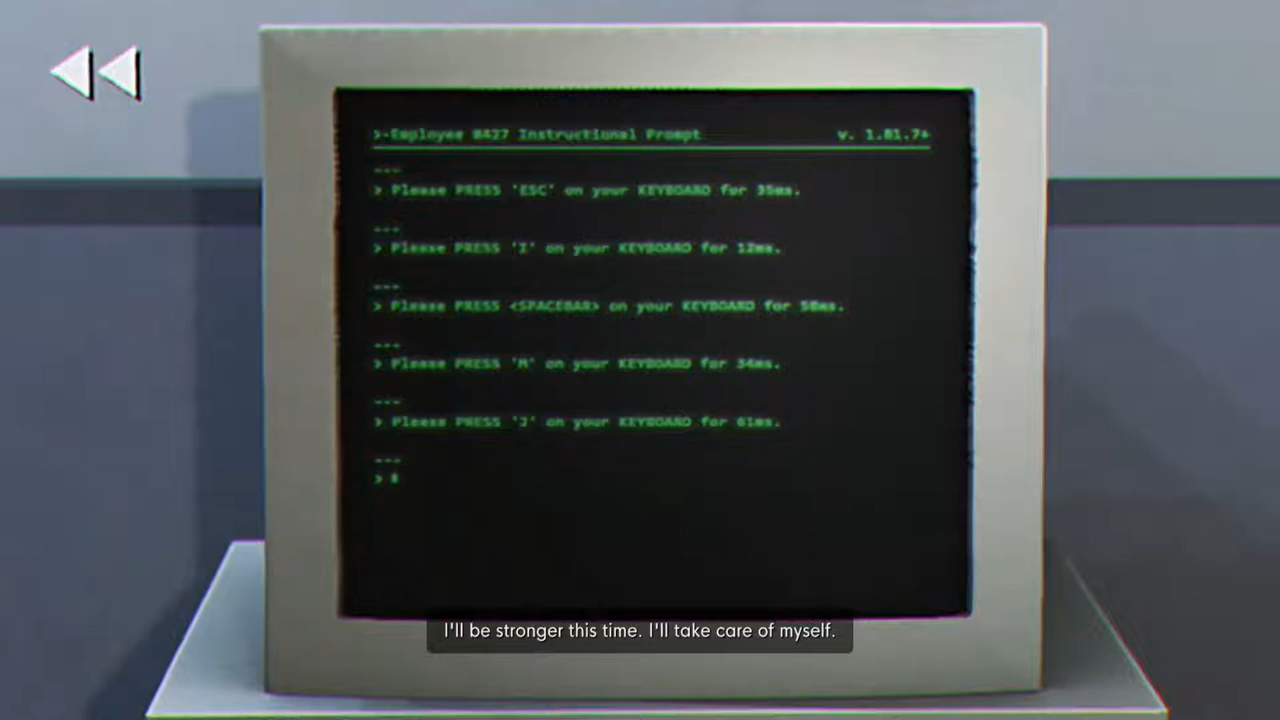 >-Employee #427 Instructional Prompt v. 1.01.7+
---
> Please PRESS 'ESC' on your KEYBOARD for 35ms.
---
> Please PRESS 'I' on your KEYBOARD for 12ms.
---
> Please PRESS <SPACEBAR> on your KEYBOARD for 58ms.
---
> Please PRESS 'M' on your KEYBOARD for 34ms.
---
> Please PRESS 'J' on your KEYBOARD for 61ms.
---
>
I'll be stronger this time. I'll take care of myself.